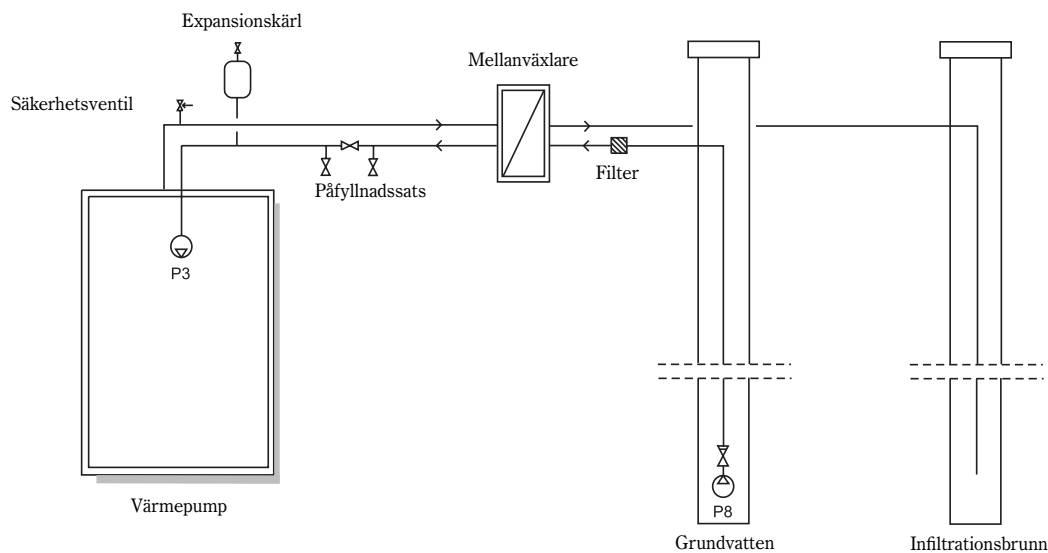 Expansionskärl
Säkerhetsventil
Mellanväxlare
Påfyllnadssats
Filter
P3
Värmepump
P8
Grundvatten
Infiltrationsbrunn